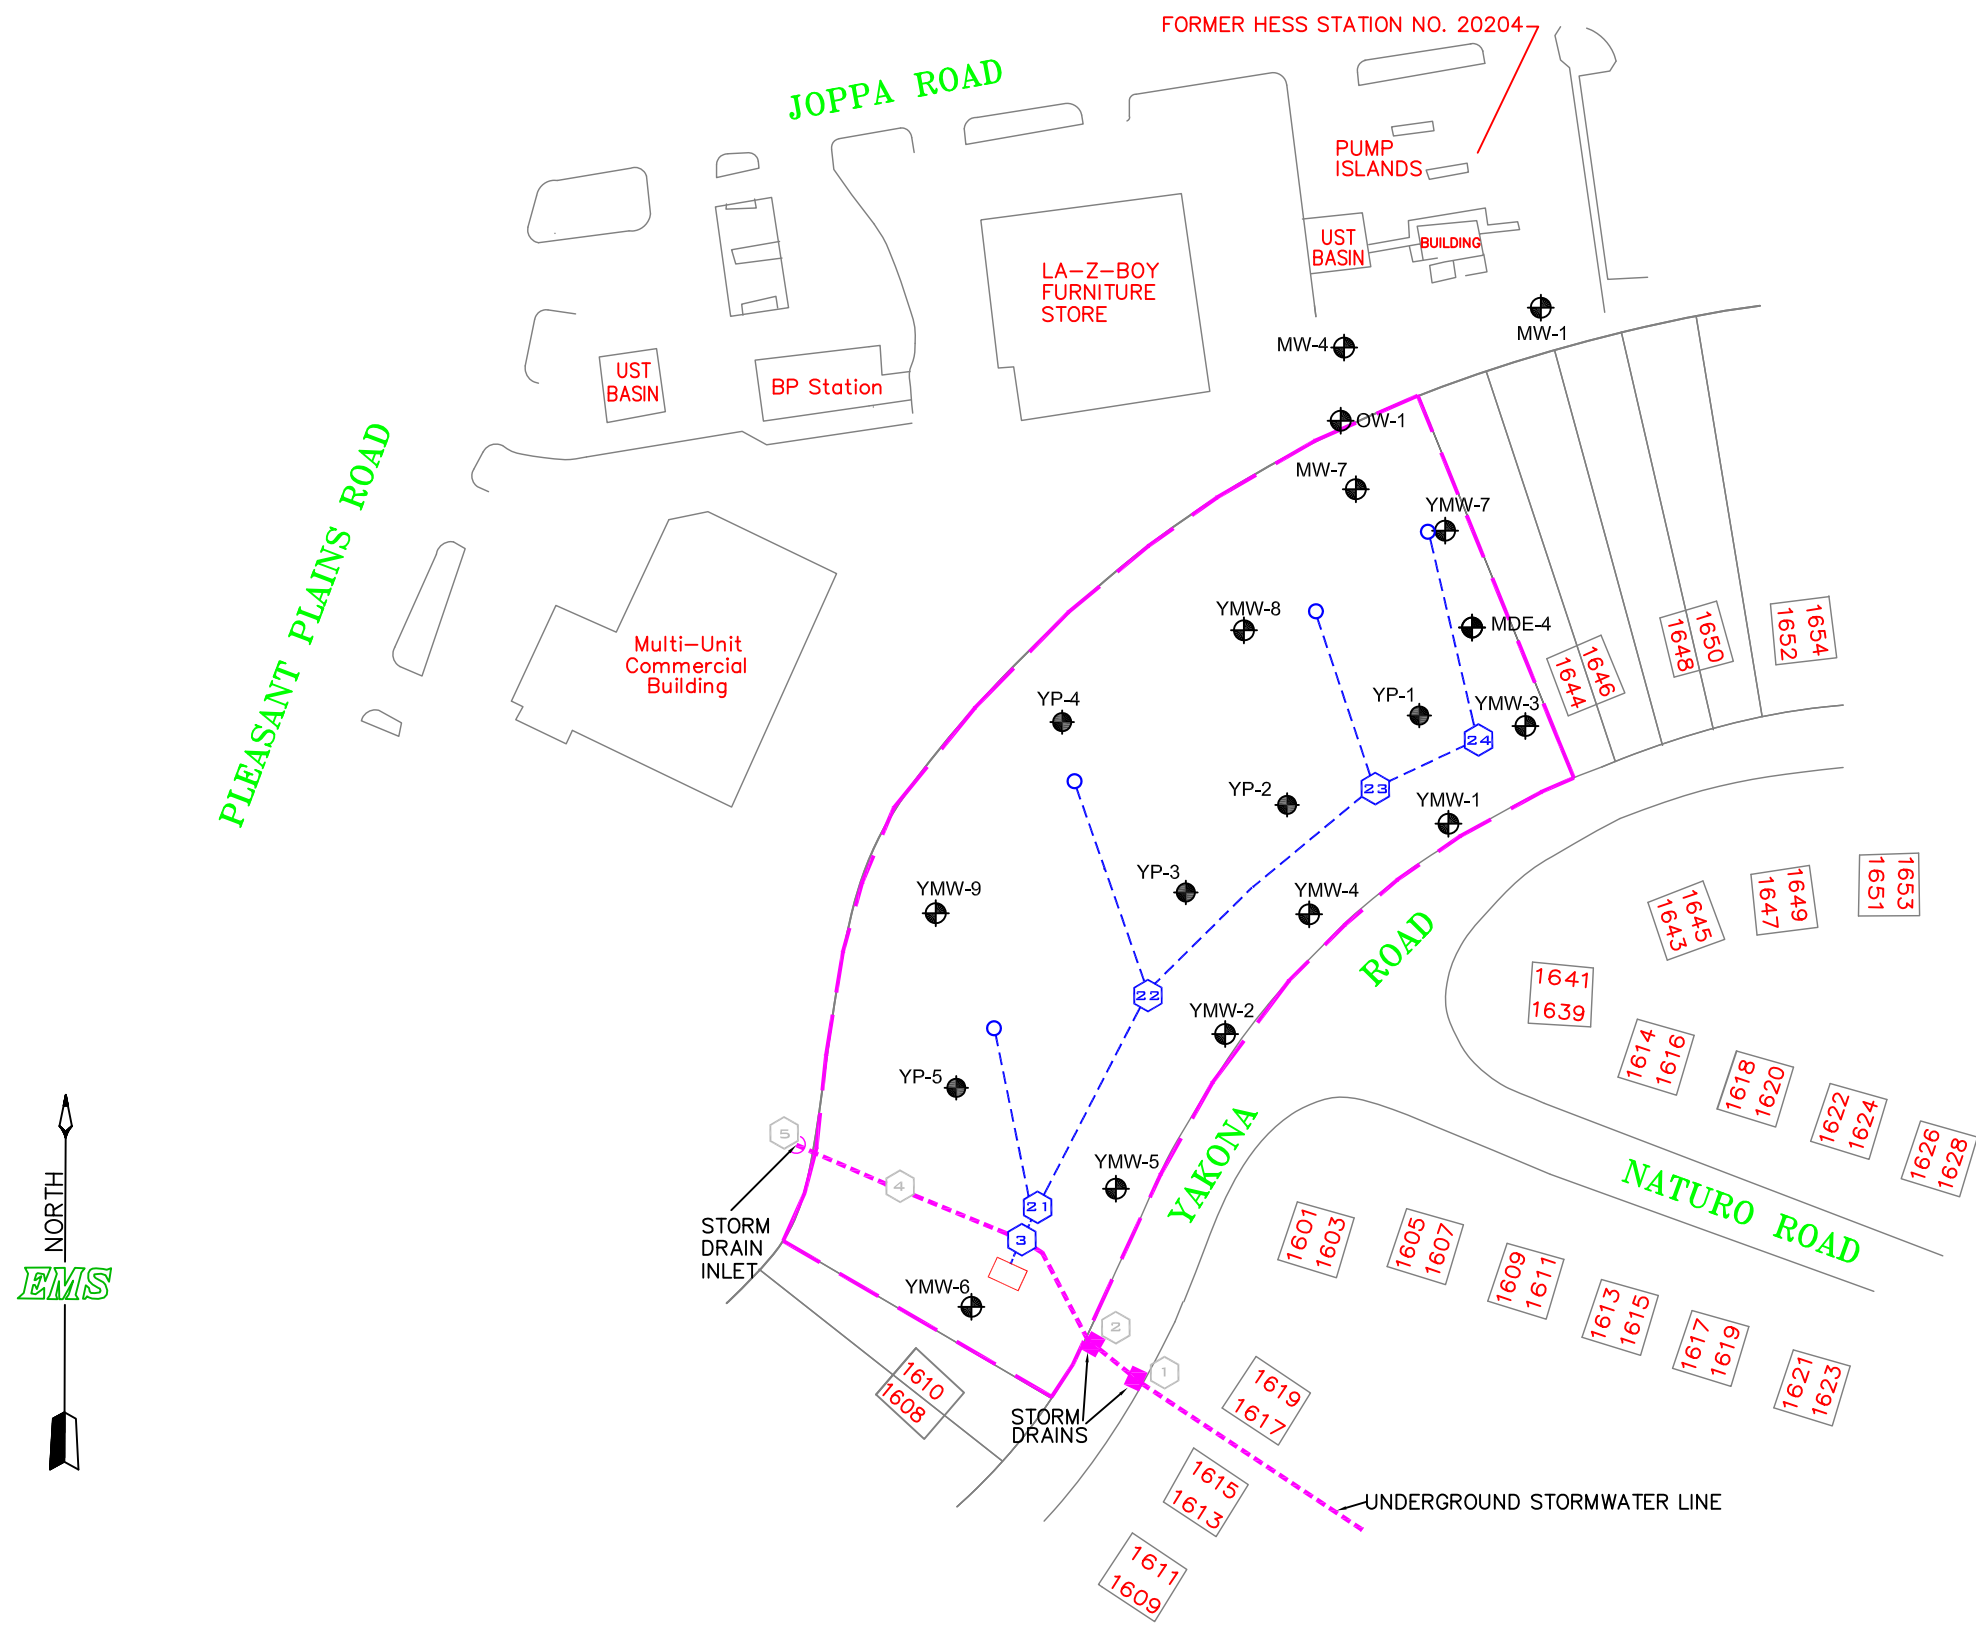 FORMER HESS STATION NO. 20204
JOPPA ROAD
PUMP
ISLANDS
UST
BASIN
BUILDING
LA-Z-BOY
FURNITURE
STORE
MW-1
MW-4
UST
BASIN
BP Station
OW-1
MW-7
YMW-7
PLEASANT PLAINS ROAD
Multi-Unit
Commercial
Building
YMW-8
MDE-4
1644
1646
1648
1650
1652
1654
YP-4
YP-1
YMW-3
24
23
YP-2
YMW-1
YP-3
YMW-9
YMW-4
1643
1645
1647
1649
1651
1653
YAKONA ROAD
22
1641
1639
YMW-2
1614
1616
1618
1620
1622
1624
1626
1628
YP-5
5
4
YMW-5
NATURO ROAD
21
3
STORM
DRAIN
INLET
NORTH
EMS
YMW-6
1601
1603
1605
1607
1609
1611
1613
1615
1617
1619
1621
1623
2
1
1610
1608
STORM
DRAINS
1619
1617
1615
1613
UNDERGROUND STORMWATER LINE
1611
1609